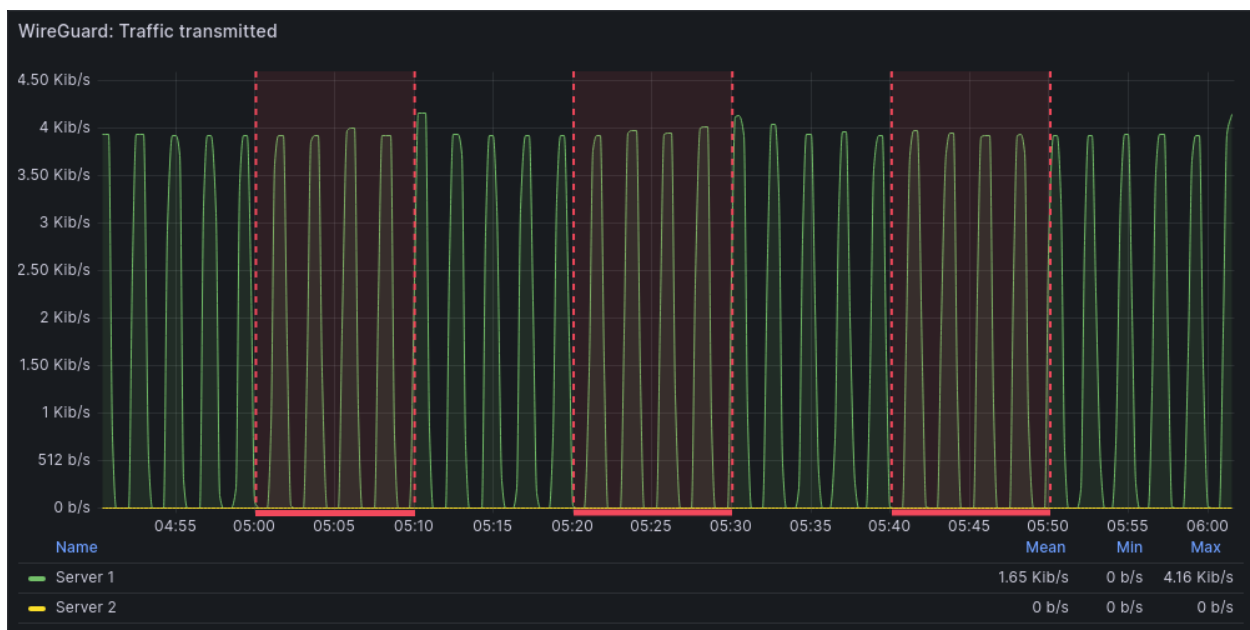 WireGuard: Traffic transmitted
4.50 Kib/s
4 Kib/s
3.50 Kib/s
3 Kib/s
2.50 Kib/s
2 Kib/s
1.50 Kib/s
1 Kib/s
512 b/s
0 b/s
04:55 05:00 05:05 05:10 05:15 05:20 05:25 05:30 05:35 05:40 05:45 05:50 05:55 06:00
Name Mean Min Max
Server 1 1.65 Kib/s 0 b/s 4.16 Kib/s
Server 2 0 b/s 0 b/s 0 b/s